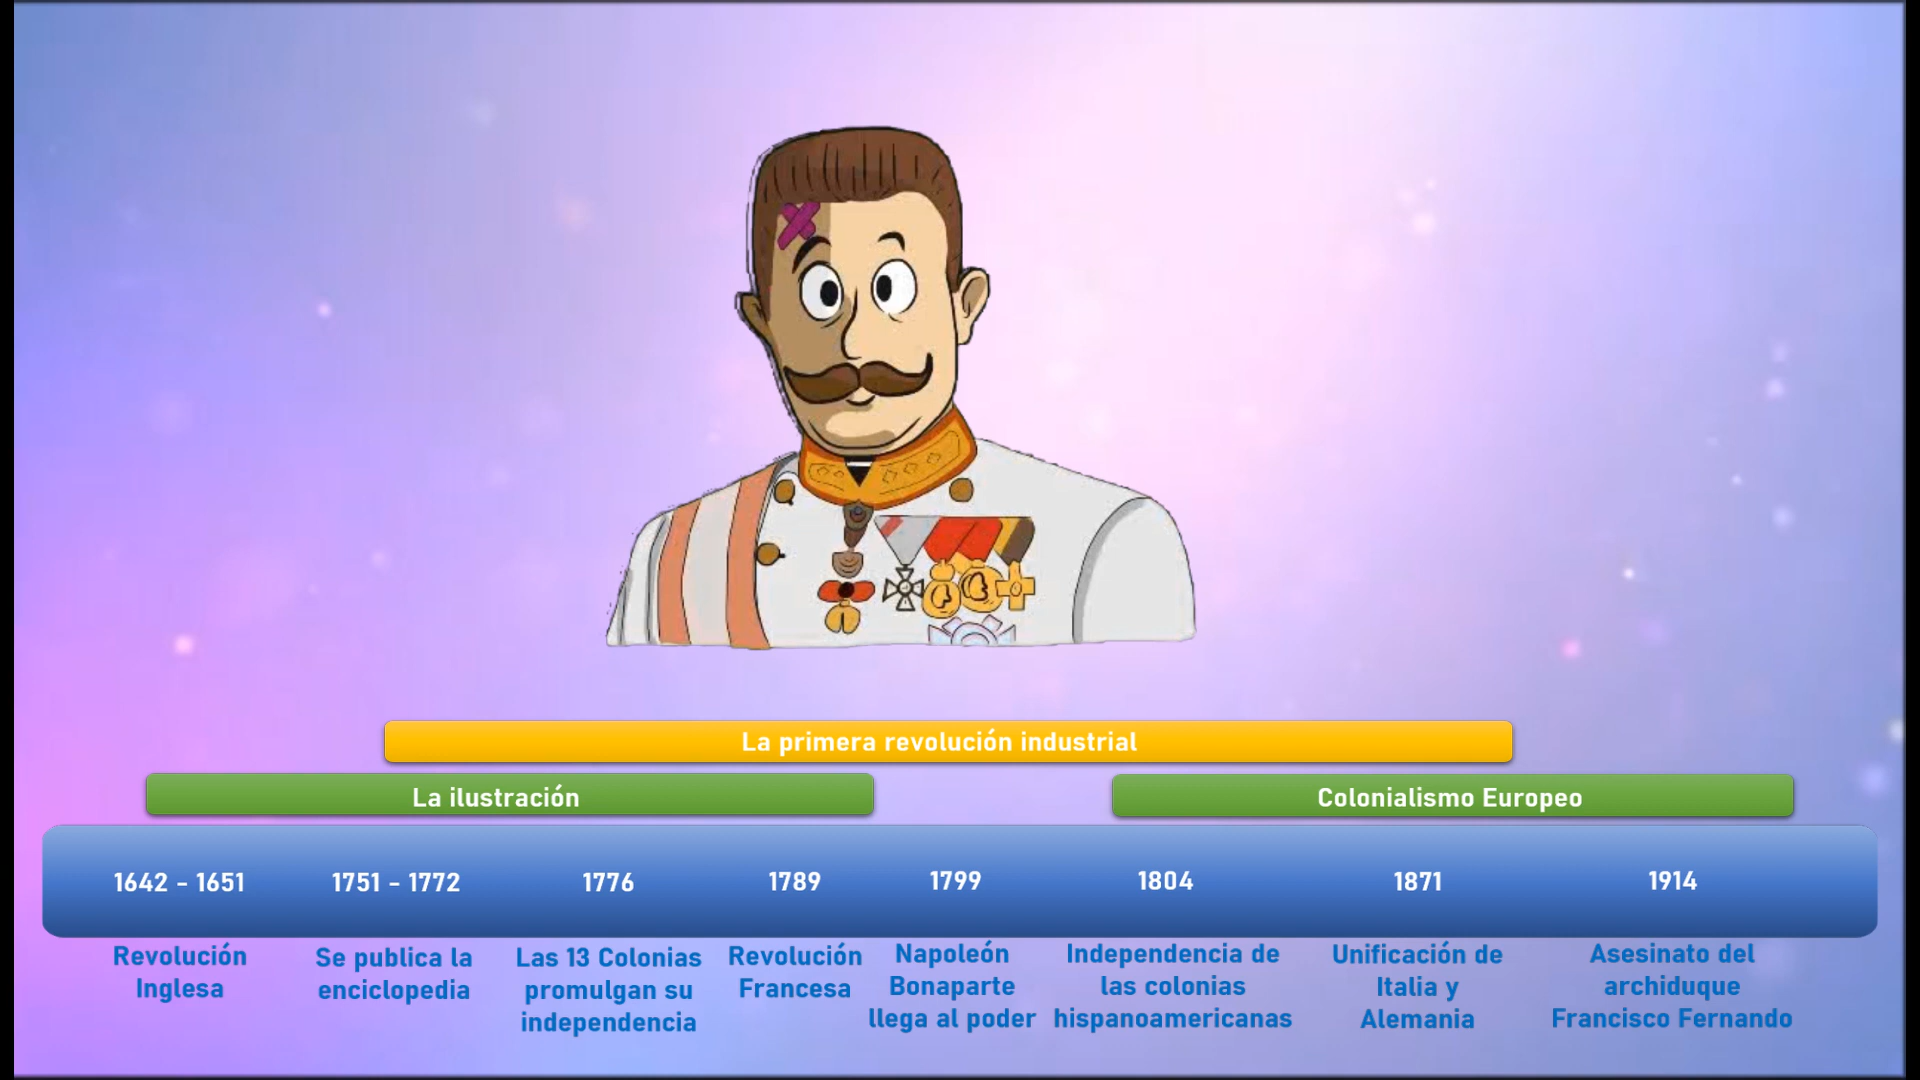 La primera revolución industrial
La ilustración
Colonialismo Europeo
1642 - 1651
1751 - 1772
1776
1789
1799
1804
1871
1914
Revolución
Inglesa
Se publica la
enciclopedia
Las 13 Colonias
promulgan su
independencia
Revolución
Francesa
Napoleón
Bonaparte
llega al poder
Independencia de
las colonias
hispanoamericanas
Unificación de
Italia y
Alemania
Asesinato del
archiduque
Francisco Fernando